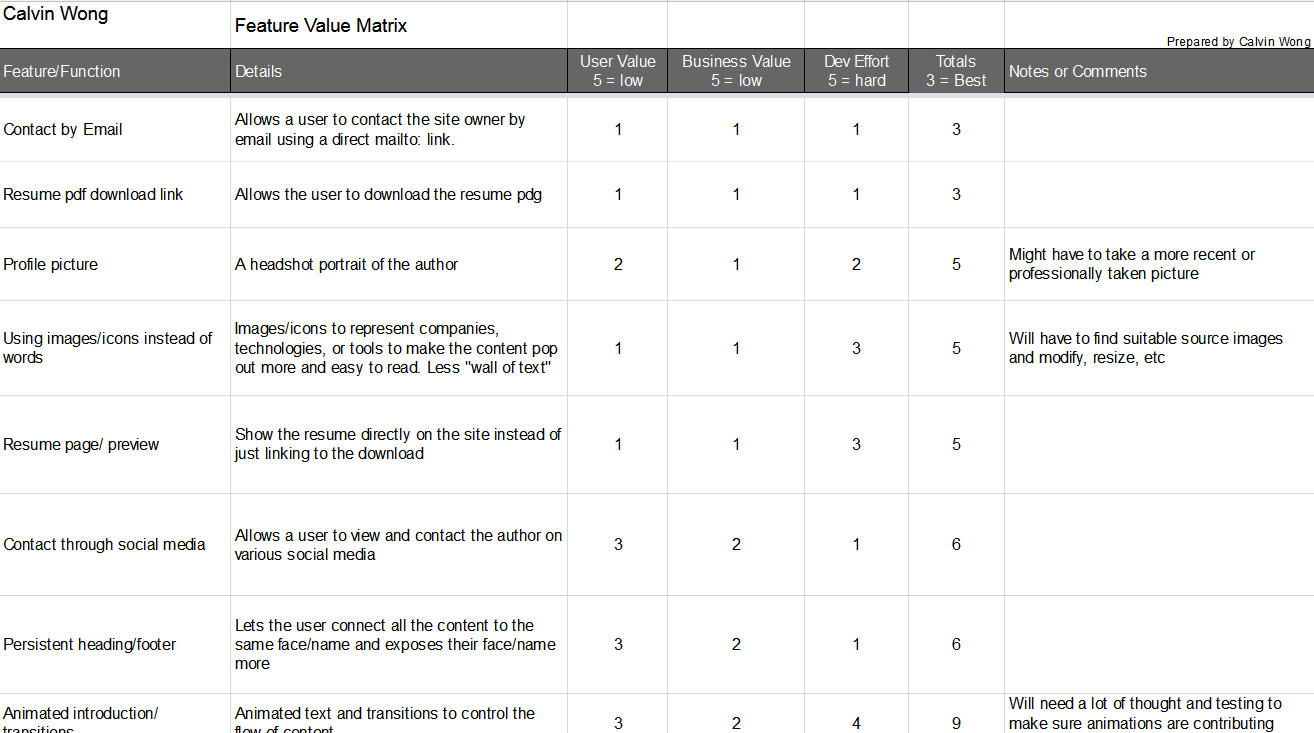 Calvin Wong
Feature Value Matrix
Prepared by Calvin Wong
Feature/Function
Details
User Value
5 = low
Business Value
5 = low
Dev Effort
5 = hard
Totals
3 = Best
Notes or Comments
Contact by Email
Allows a user to contact the site owner by
email using a direct mailto: link.
1
1
1
3
Resume pdf download link
Allows the user to download the resume pdg
1
1
1
3
Profile picture
A headshot portrait of the author
2
1
2
5
Might have to take a more recent or
professionally taken picture
Using images/icons instead of
words
Images/icons to represent companies,
technologies, or tools to make the content pop
out more and easy to read. Less "wall of text"
1
1
3
5
Will have to find suitable source images
and modify, resize, etc
Resume page/ preview
Show the resume directly on the site instead of
just linking to the download
1
1
3
5
Contact through social media
Allows a user to view and contact the author on
various social media
3
2
1
6
Persistent heading/footer
Lets the user connect all the content to the
same face/name and exposes their face/name
more
3
2
1
6
Animated introduction/
transitions
Animated text and transitions to control the
flow of content
3
2
4
9
Will need a lot of thought and testing to
make sure animations are contributing